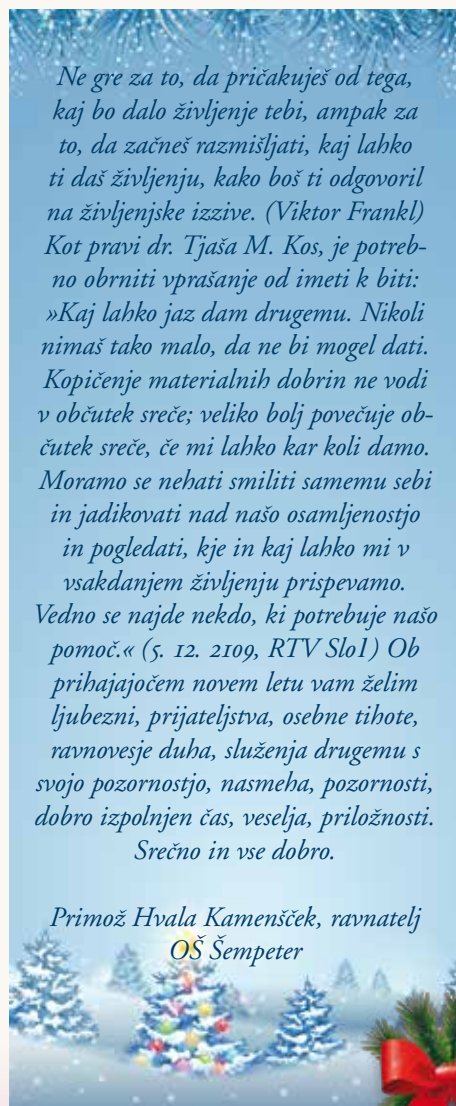 Ne gre za to, da pričakuješ od tega,
kaj bo dalo življenje tebi, ampak za
to, da začneš razmišljati, kaj lahko
ti daš življenju, kako boš ti odgovoril
na življenjske izzive. (Viktor Frankl)
Kot pravi dr. Tjaša M. Kos, je potreb-
no obrniti vprašanje od imeti k biti:
»Kaj lahko jaz dam drugemu. Nikoli
nimaš tako malo, da ne bi mogel dati.
Kopičenje materialnih dobrin ne vodi
v občutek sreče; veliko bolj povečuje ob-
čutek sreče, če mi lahko kar koli damo.
Moramo se nehati smiliti samemu sebi
in jadikovati nad našo osamljenostjo
in pogledati, kje in kaj lahko mi v
vsakdanjem življenju prispevamo.
Vedno se najde nekdo, ki potrebuje našo
pomoč.« (5. 12. 2109, RTV Slo1) Ob
prihajajočem novem letu vam želim
ljubezni, prijateljstva, osebne tihote,
ravnovesje duha, služenja drugemu s
svojo pozornostjo, nasmeha, pozornosti,
dobro izpolnjen čas, veselja, priložnosti.
Srečno in vse dobro.
Primož Hvala Kamenšček, ravnatelj
OŠ Šempeter